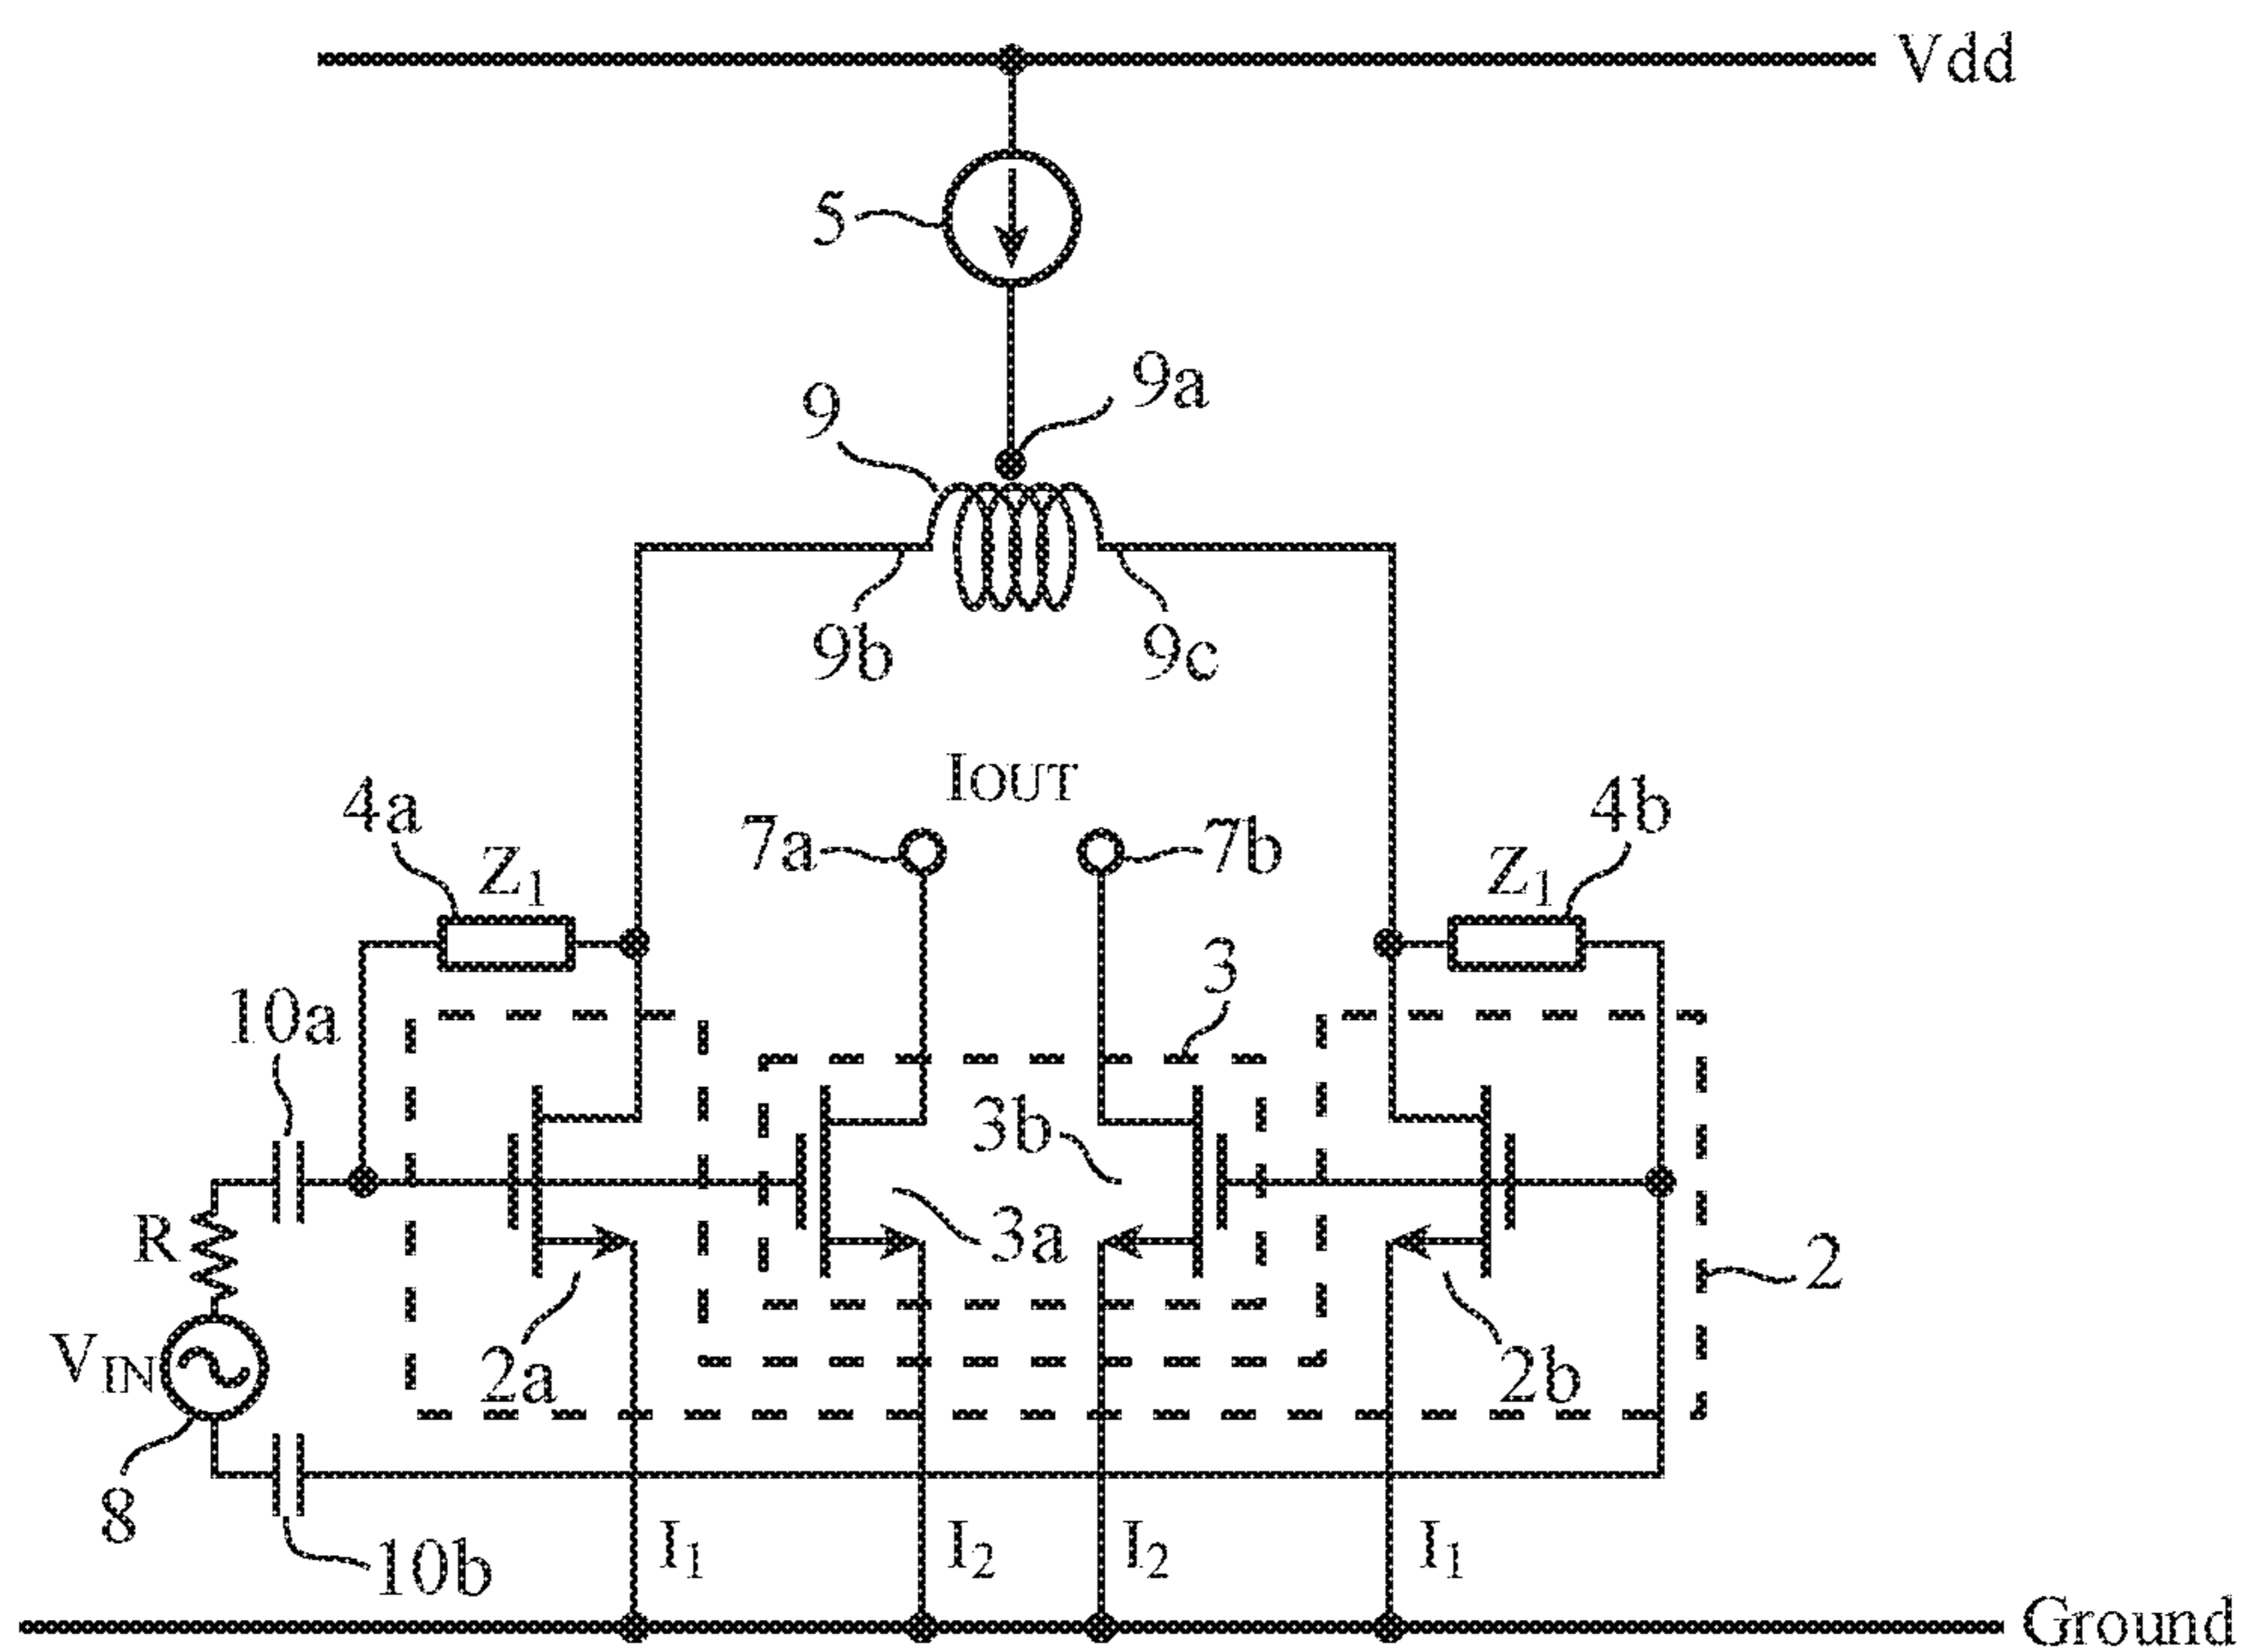 Vdd
5
9a
9
9b
9c
IOUT
4a
4b
7a
7b
Z1
Z1
3
10a
3b
R
3a
2
VIN
2a
2b
8
I1
I2
I2
I1
10b
Ground